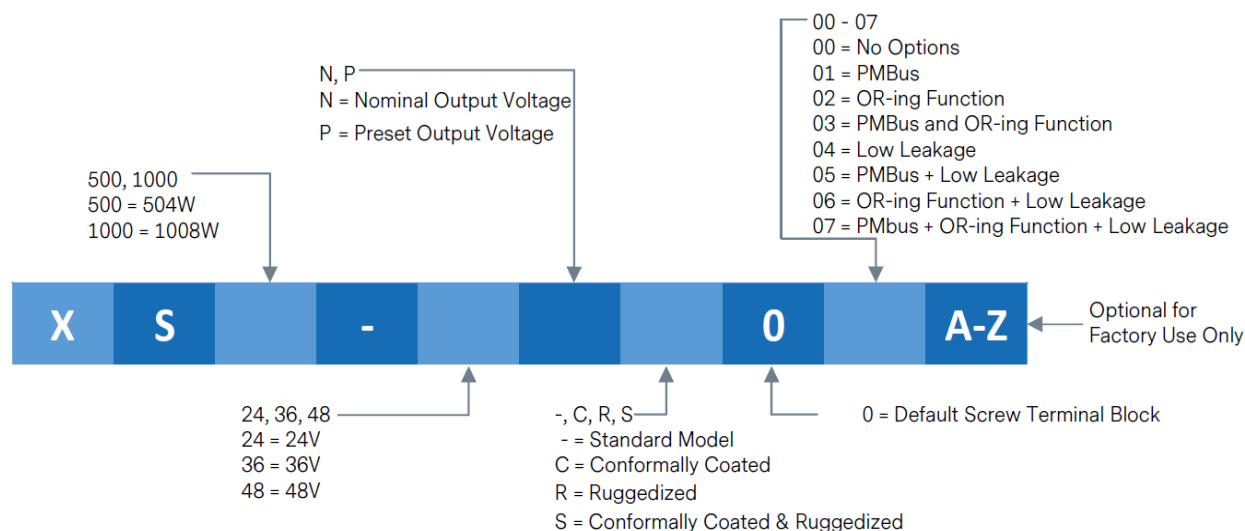 00 - 07
00 = No Options
01 = PMBus
02 = OR-ing Function
03 = PMBus and OR-ing Function
04 = Low Leakage
05 = PMBus + Low Leakage
06 = OR-ing Function + Low Leakage
07 = PMbus + OR-ing Function + Low Leakage
N, P
N = Nominal Output Voltage
P = Preset Output Voltage
500, 1000
500 = 504W
1000 = 1008W
X S - 0 A-Z
Optional for
Factory Use Only
24, 36, 48
24 = 24V
36 = 36V
48 = 48V
-, C, R, S
- = Standard Model
C = Conformally Coated
R = Ruggedized
S = Conformally Coated & Ruggedized
0 = Default Screw Terminal Block